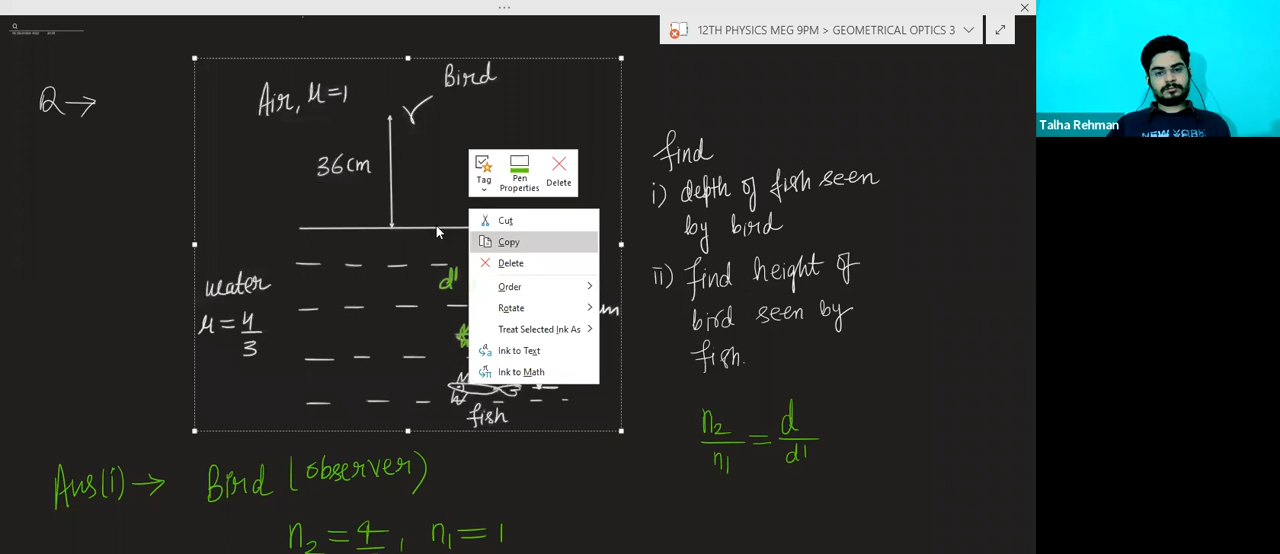 12TH PHYSICS MEG 9PM > GEOMETRICAL OPTICS 3
Talha Rehman
NEW YORK
Q →
Air, μ=1
Bird
36cm
Tag
Pen Properties
Delete
Cut
Copy
Delete
Order
Rotate
Treat Selected Ink As
Ink to Text
Ink to Math
water
μ = 4/3
d'
m
fish
find
i) depth of fish seen
by bird
ii) find height of
bird seen by
fish.
n₂/n₁ = d/d'
Ans(i) → Bird (observer)
n₂ = 4, n₁ = 1